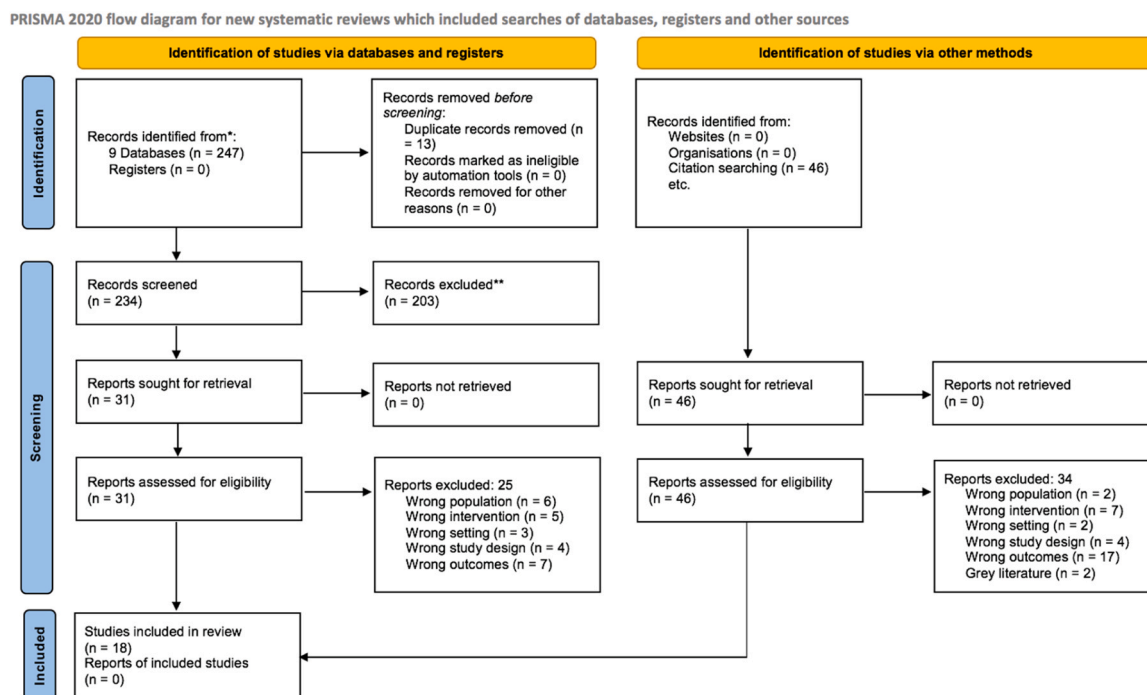 PRISMA 2020 flow diagram for new systematic reviews which included searches of databases, registers and other sources
Identification of studies via databases and registers
Identification of studies via other methods
Identification
Records identified from*:
9 Databases (n = 247)
Registers (n = 0)
Records removed before
screening:
Duplicate records removed (n
= 13)
Records marked as ineligible
by automation tools (n = 0)
Records removed for other
reasons (n = 0)
Records identified from:
Websites (n = 0)
Organisations (n = 0)
Citation searching (n = 46)
etc.
Screening
Records screened
(n = 234)
Records excluded**
(n = 203)
Reports sought for retrieval
(n = 31)
Reports not retrieved
(n = 0)
Reports sought for retrieval
(n = 46)
Reports not retrieved
(n = 0)
Reports assessed for eligibility
(n = 31)
Reports excluded: 25
Wrong population (n = 6)
Wrong intervention (n = 5)
Wrong setting (n = 3)
Wrong study design (n = 4)
Wrong outcomes (n = 7)
Reports assessed for eligibility
(n = 46)
Reports excluded: 34
Wrong population (n = 2)
Wrong intervention (n = 7)
Wrong setting (n = 2)
Wrong study design (n = 4)
Wrong outcomes (n = 17)
Grey literature (n = 2)
Included
Studies included in review
(n = 18)
Reports of included studies
(n = 0)